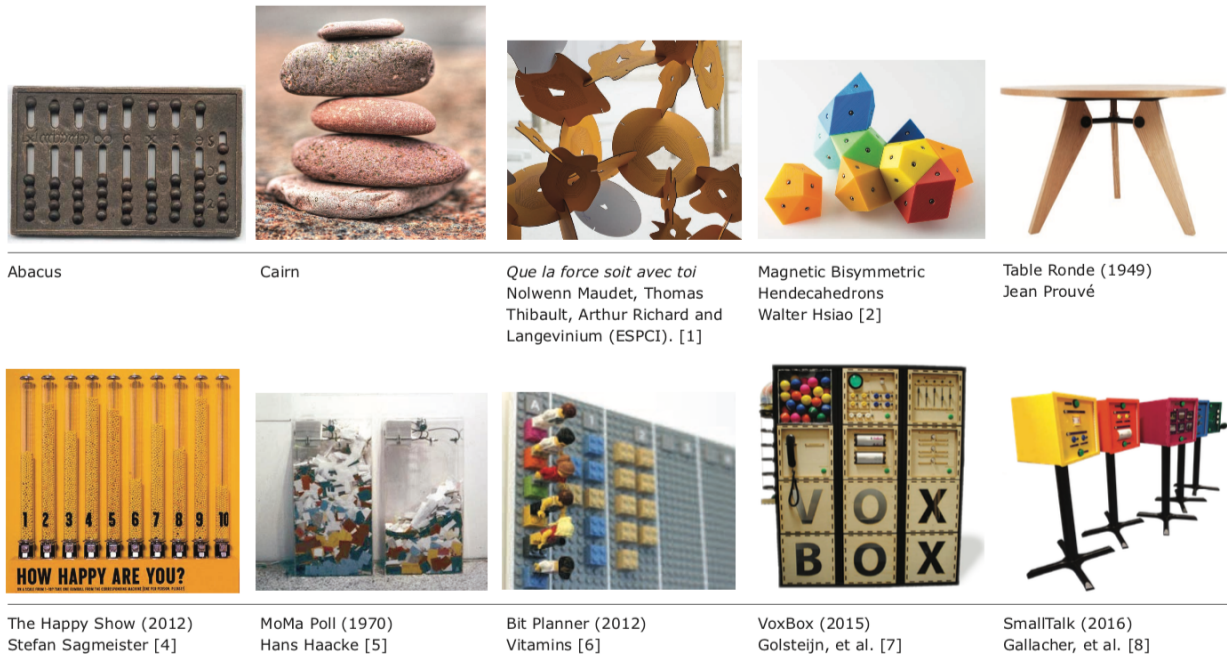 Abacus
Cairn
Que la force soit avec toi
Nolwenn Maudet, Thomas
Thibault, Arthur Richard and
Langevinium (ESPCI). [1]
Magnetic Bisymmetric
Hendecahedrons
Walter Hsiao [2]
Table Ronde (1949)
Jean Prouvé
1 2 3 4 5 6 7 8 9 10
HOW HAPPY ARE YOU?
A
VOX
BOX
The Happy Show (2012)
Stefan Sagmeister [4]
MoMa Poll (1970)
Hans Haacke [5]
Bit Planner (2012)
Vitamins [6]
VoxBox (2015)
Golsteijn, et al. [7]
SmallTalk (2016)
Gallacher, et al. [8]